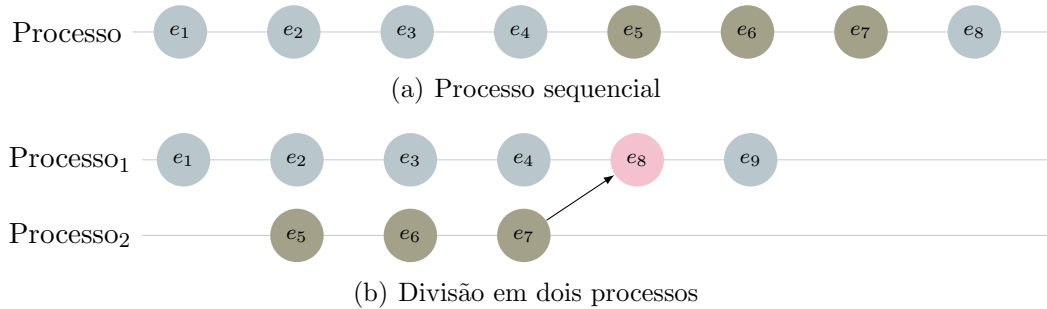 Processo e1 e2 e3 e4 e5 e6 e7 e8
(a) Processo sequencial
Processo1 e1 e2 e3 e4 e8 e9
Processo2 e5 e6 e7
(b) Divisão em dois processos